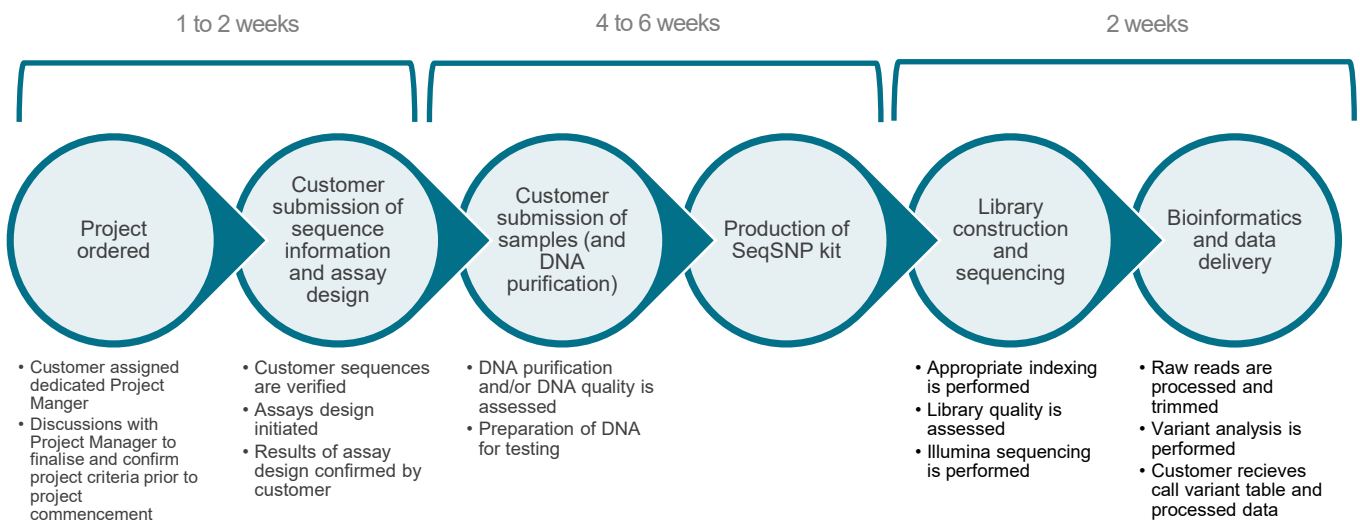 1 to 2 weeks
4 to 6 weeks
2 weeks
Project
ordered
Customer
submission of
sequence
information
and assay
design
Customer
submission of
samples (and
DNA
purification)
Production of
SeqSNP kit
Library
construction
and
sequencing
Bioinformatics
and data
delivery
• Customer assigned
dedicated Project
Manger
• Discussions with
Project Manager to
finalise and confirm
project criteria prior to
project
commencement
• Customer sequences
are verified
• Assays design
initiated
• Results of assay
design confirmed by
customer
• DNA purification
and/or DNA quality is
assessed
• Preparation of DNA
for testing
• Appropriate indexing
is performed
• Library quality is
assessed
• Illumina sequencing
is performed
• Raw reads are
processed and
trimmed
• Variant analysis is
performed
• Customer recieves
call variant table and
processed data